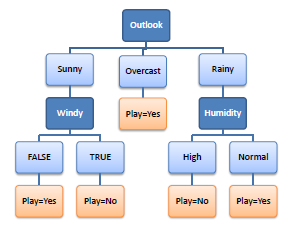 Outlook
Sunny
Overcast
Rainy
Windy
Play=Yes
Humidity
FALSE
TRUE
High
Normal
Play=Yes
Play=No
Play=No
Play=Yes